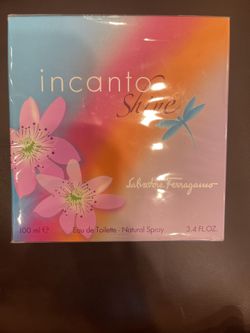 incanto
Shine
Salvatore Ferragamo
100 ml ℮ Eau de Toilette - Natural Spray 3.4 FL.OZ.